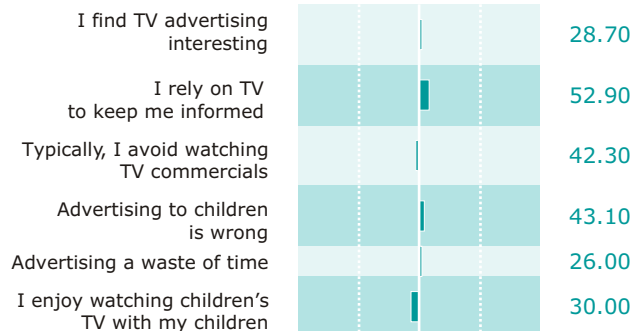 I find TV advertising
interesting
28.70
I rely on TV
to keep me informed
52.90
Typically, I avoid watching
TV commercials
42.30
Advertising to children
is wrong
43.10
Advertising a waste of time
26.00
I enjoy watching children’s
TV with my children
30.00